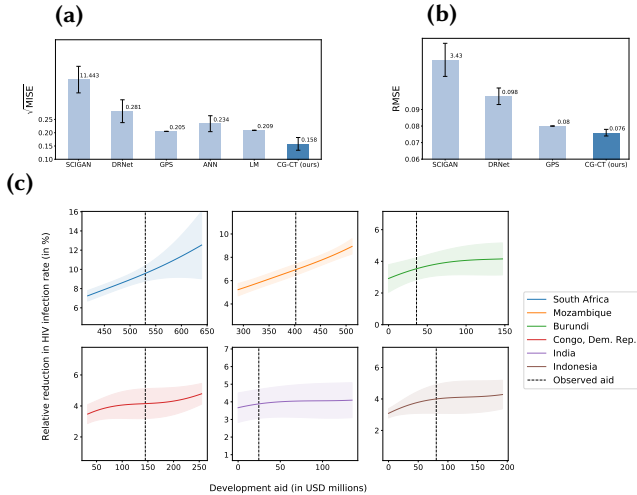 (a)
√MISE
0.25
0.20
0.15
0.10
11.443
0.281
0.205
0.234
0.209
0.158
SCIGAN DRNet GPS ANN LM CG-CT (ours)
(b)
RMSE
0.09
0.08
0.07
0.06
3.43
0.098
0.08
0.076
SCIGAN DRNet GPS CG-CT (ours)
(c)
Relative reduction in HIV infection rate (in %)
16
14
12
10
8
6
450 500 550 600 650
10
8
6
4
300 350 400 450 500
6
4
2
0
0 50 100 150
6
4
2
50 100 150 200 250
7
6
5
4
3
2
1
0 50 100
6
4
2
0 50 100 150 200
South Africa
Mozambique
Burundi
Congo, Dem. Rep.
India
Indonesia
Observed aid
Development aid (in USD millions)